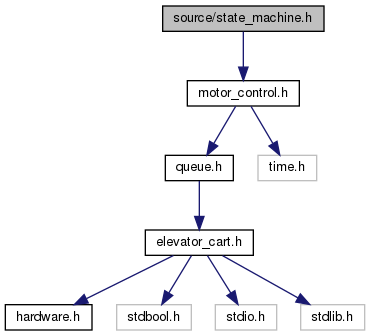 source/state_machine.h
motor_control.h
queue.h
time.h
elevator_cart.h
hardware.h
stdbool.h
stdio.h
stdlib.h